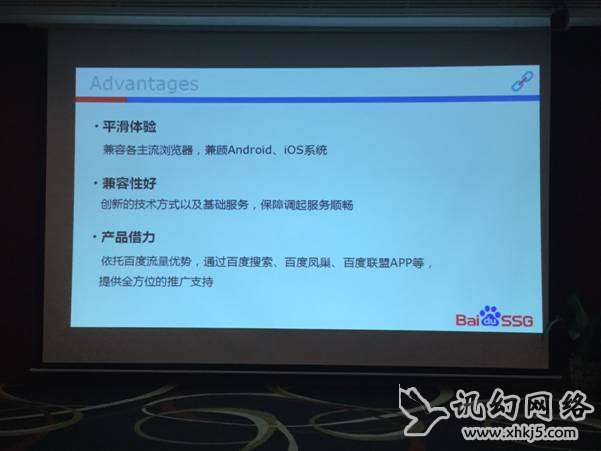 Advantages
・平滑体验
兼容各主流浏览器，兼顾Android、iOS系统
・兼容性好
创新的技术方式以及基础服务，保障调起服务顺畅
・产品借力
依托百度流量优势，通过百度搜索、百度凤巢、百度联盟APP等，
提供全方位的推广支持
Bai du SSG
讯幻网络
www.xhkj5.com